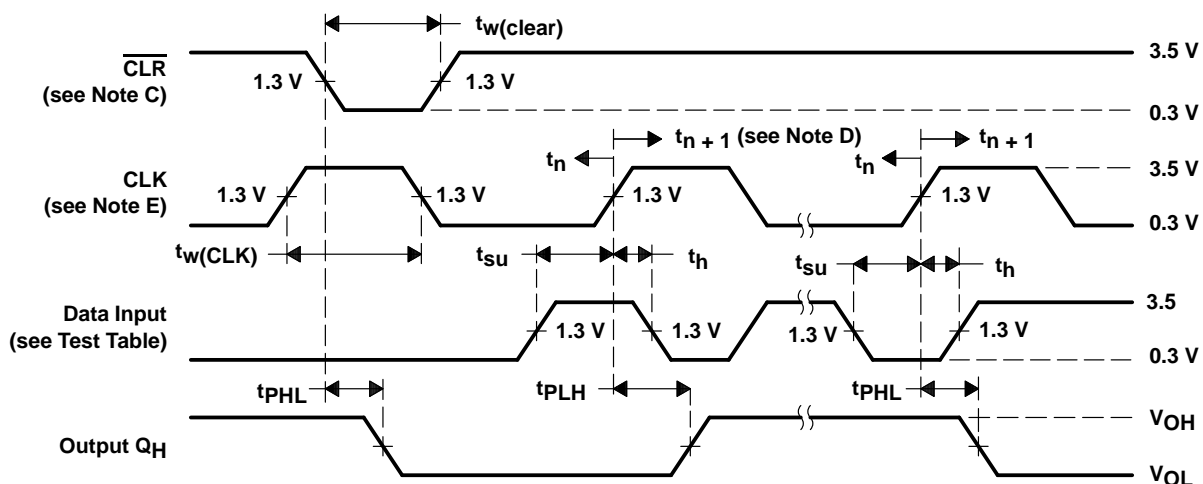 tw(clear)
CLR
(see Note C)
1.3 V
1.3 V
3.5 V
0.3 V
tn
tn + 1 (see Note D)
tn
tn + 1
CLK
(see Note E)
1.3 V
1.3 V
1.3 V
1.3 V
3.5 V
0.3 V
tw(CLK)
tsu
th
tsu
th
Data Input
(see Test Table)
1.3 V
1.3 V
1.3 V
1.3 V
3.5
0.3 V
tPHL
tPLH
tPHL
Output QH
VOH
VOL